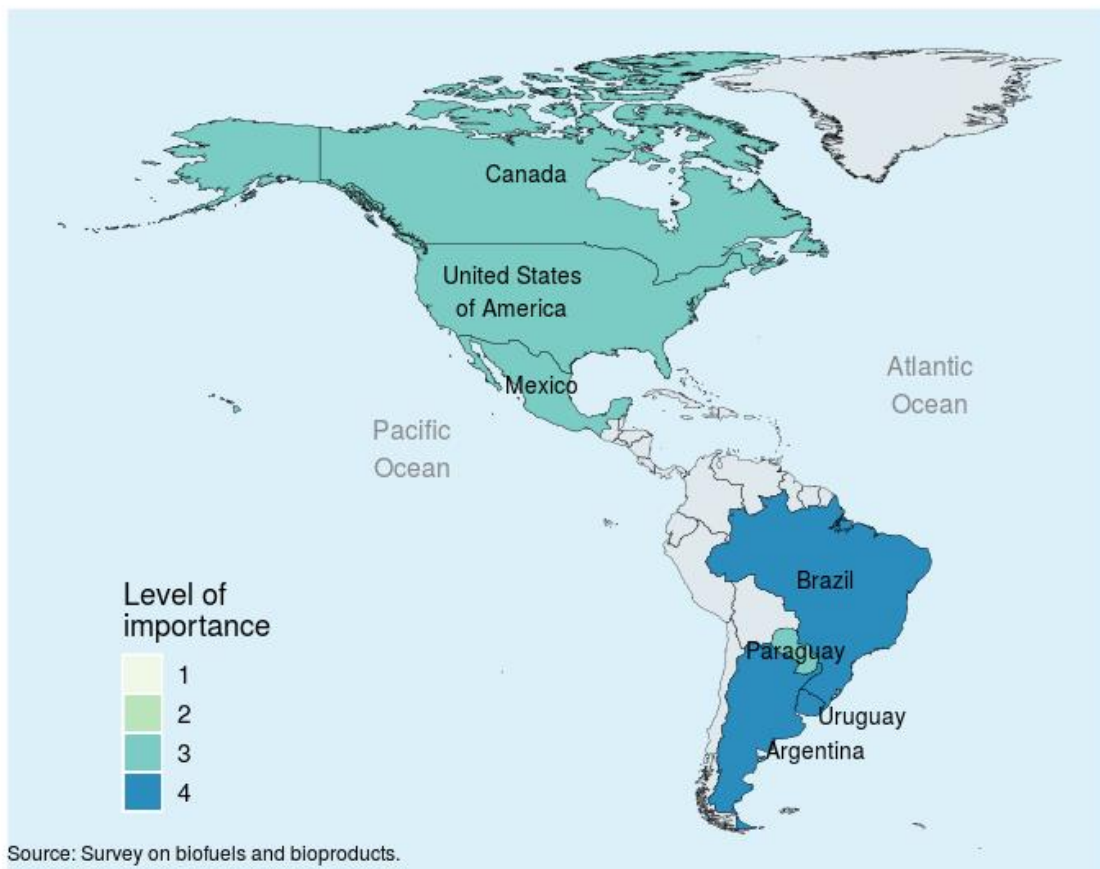 Canada
United States
of America
Mexico
Atlantic
Ocean
Pacific
Ocean
Brazil
Paraguay
Uruguay
Argentina
Level of
importance
1
2
3
4
Source: Survey on biofuels and bioproducts.